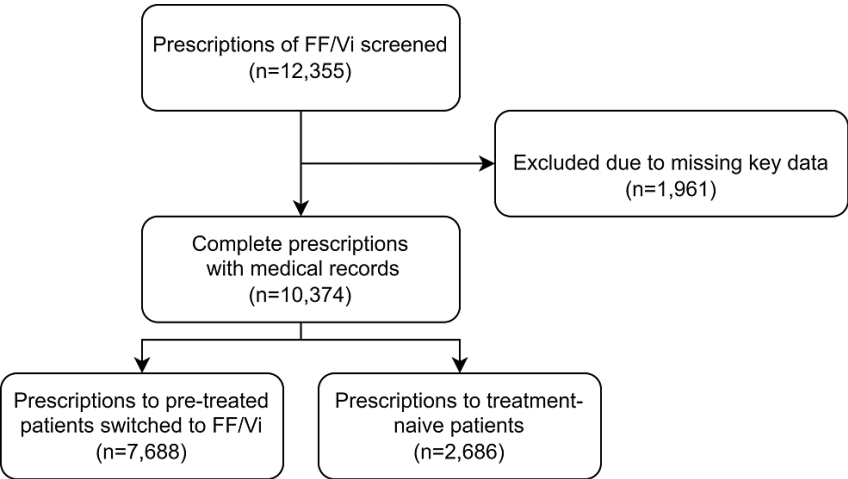 Prescriptions of FF/Vi screened
(n=12,355)
Excluded due to missing key data
(n=1,961)
Complete prescriptions
with medical records
(n=10,374)
Prescriptions to pre-treated
patients switched to FF/Vi
(n=7,688)
Prescriptions to treatment-
naive patients
(n=2,686)